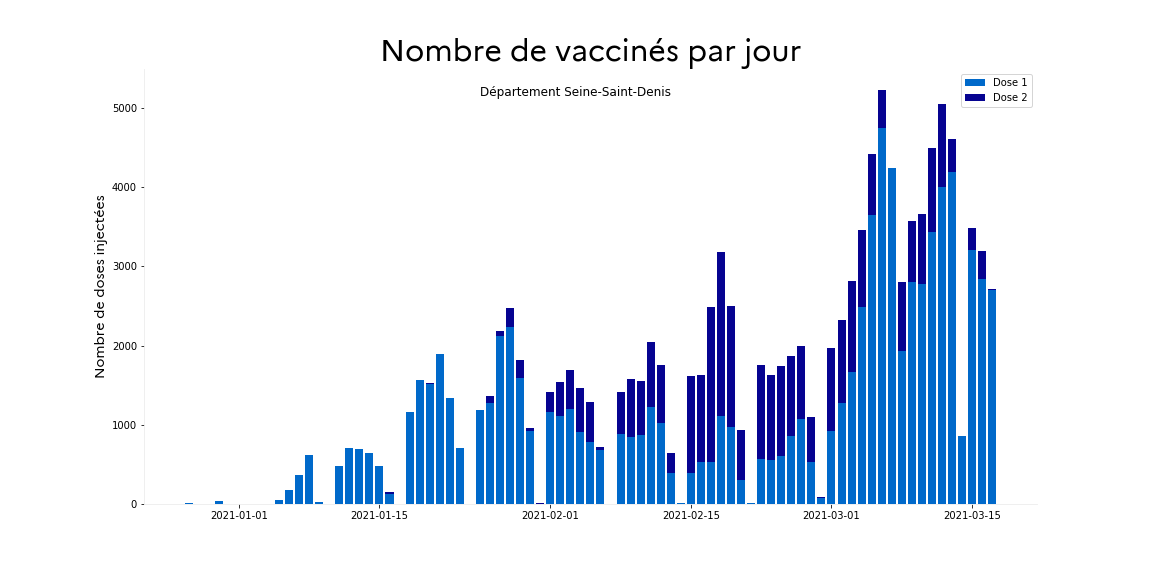 Nombre de vaccinés par jour
Département Seine-Saint-Denis
Dose 1
Dose 2
Nombre de doses injectées
5000
4000
3000
2000
1000
0
2021-01-01
2021-01-15
2021-02-01
2021-02-15
2021-03-01
2021-03-15